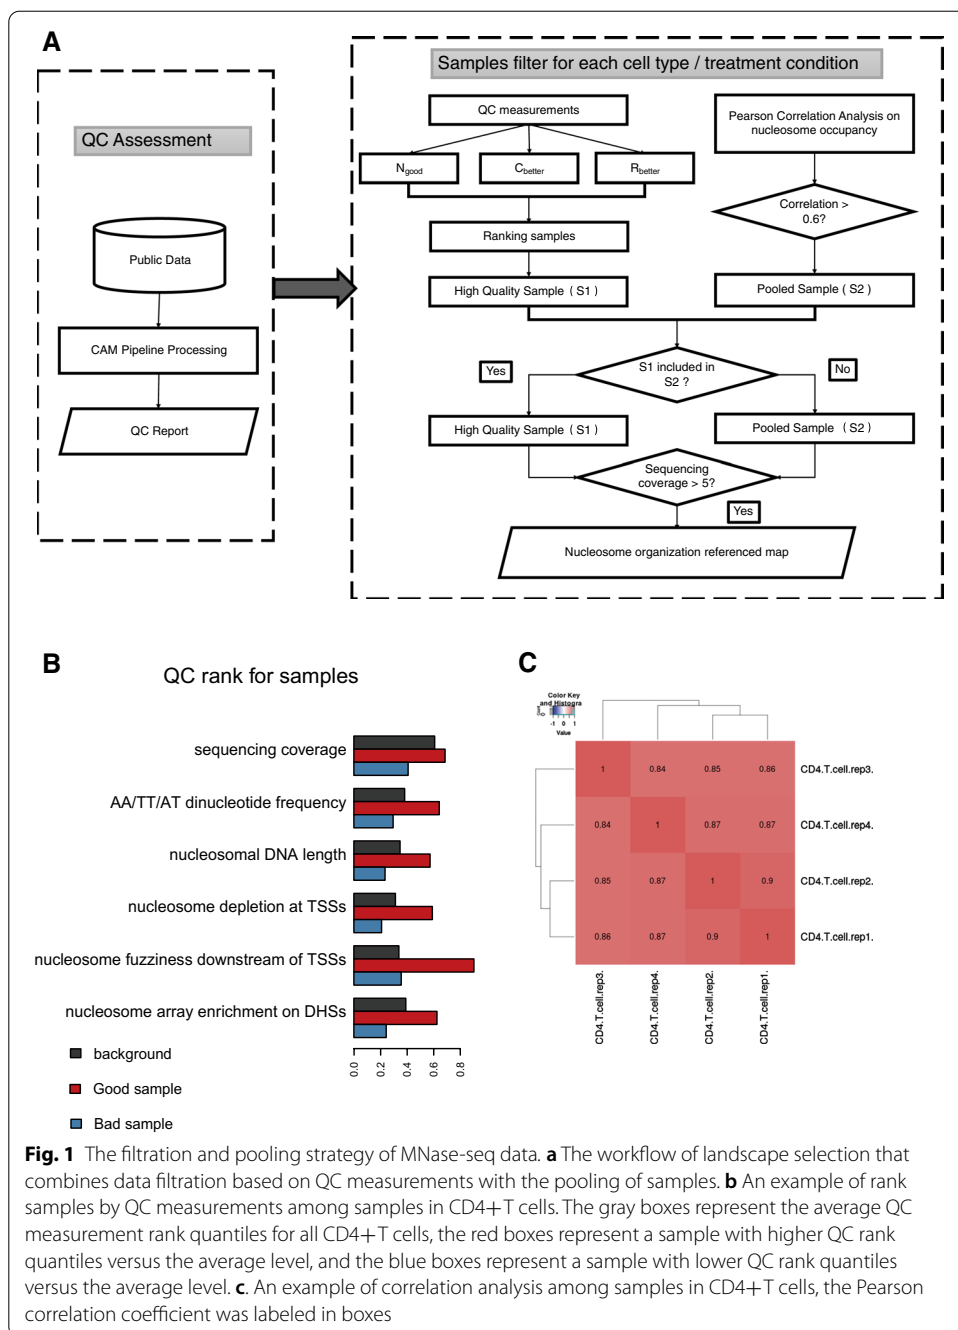 A
QC Assessment
Public Data
CAM Pipeline Processing
QC Report
Samples filter for each cell type / treatment condition
QC measurements
Ngood
Cbetter
Rbetter
Ranking samples
High Quality Sample (S1)
Pearson Correlation Analysis on
nucleosome occupancy
Correlation >
0.6?
Pooled Sample (S2)
S1 included in
S2 ?
Yes
No
High Quality Sample (S1)
Pooled Sample (S2)
Sequencing
coverage > 5?
Yes
Nucleosome organization referenced map
B
QC rank for samples
sequencing coverage
AA/TT/AT dinucleotide frequency
nucleosomal DNA length
nucleosome depletion at TSSs
nucleosome fuzziness downstream of TSSs
nucleosome array enrichment on DHSs
background
Good sample
Bad sample
0.0 0.2 0.4 0.6 0.8
C
Color Key
and Histogra
Count
0
-1 0 1
Value
1 0.84 0.85 0.86 CD4.T.cell.rep3.
0.84 1 0.87 0.87 CD4.T.cell.rep4.
0.85 0.87 1 0.9 CD4.T.cell.rep2.
0.86 0.87 0.9 1 CD4.T.cell.rep1.
CD4.T.cell.rep3.
CD4.T.cell.rep4.
CD4.T.cell.rep2.
CD4.T.cell.rep1.
Fig. 1 The filtration and pooling strategy of MNase-seq data. a The workflow of landscape selection that
combines data filtration based on QC measurements with the pooling of samples. b An example of rank
samples by QC measurements among samples in CD4+T cells. The gray boxes represent the average QC
measurement rank quantiles for all CD4+T cells, the red boxes represent a sample with higher QC rank
quantiles versus the average level, and the blue boxes represent a sample with lower QC rank quantiles
versus the average level. c. An example of correlation analysis among samples in CD4+T cells, the Pearson
correlation coefficient was labeled in boxes